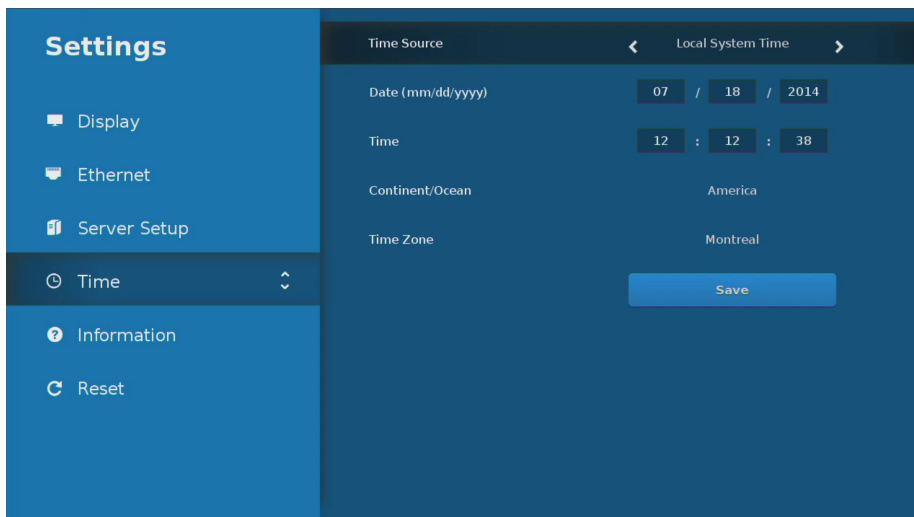 Settings
Display
Ethernet
Server Setup
Time
Information
Reset
Time Source Local System Time
Date (mm/dd/yyyy) 07 / 18 / 2014
Time 12 : 12 : 38
Continent/Ocean America
Time Zone Montreal
Save